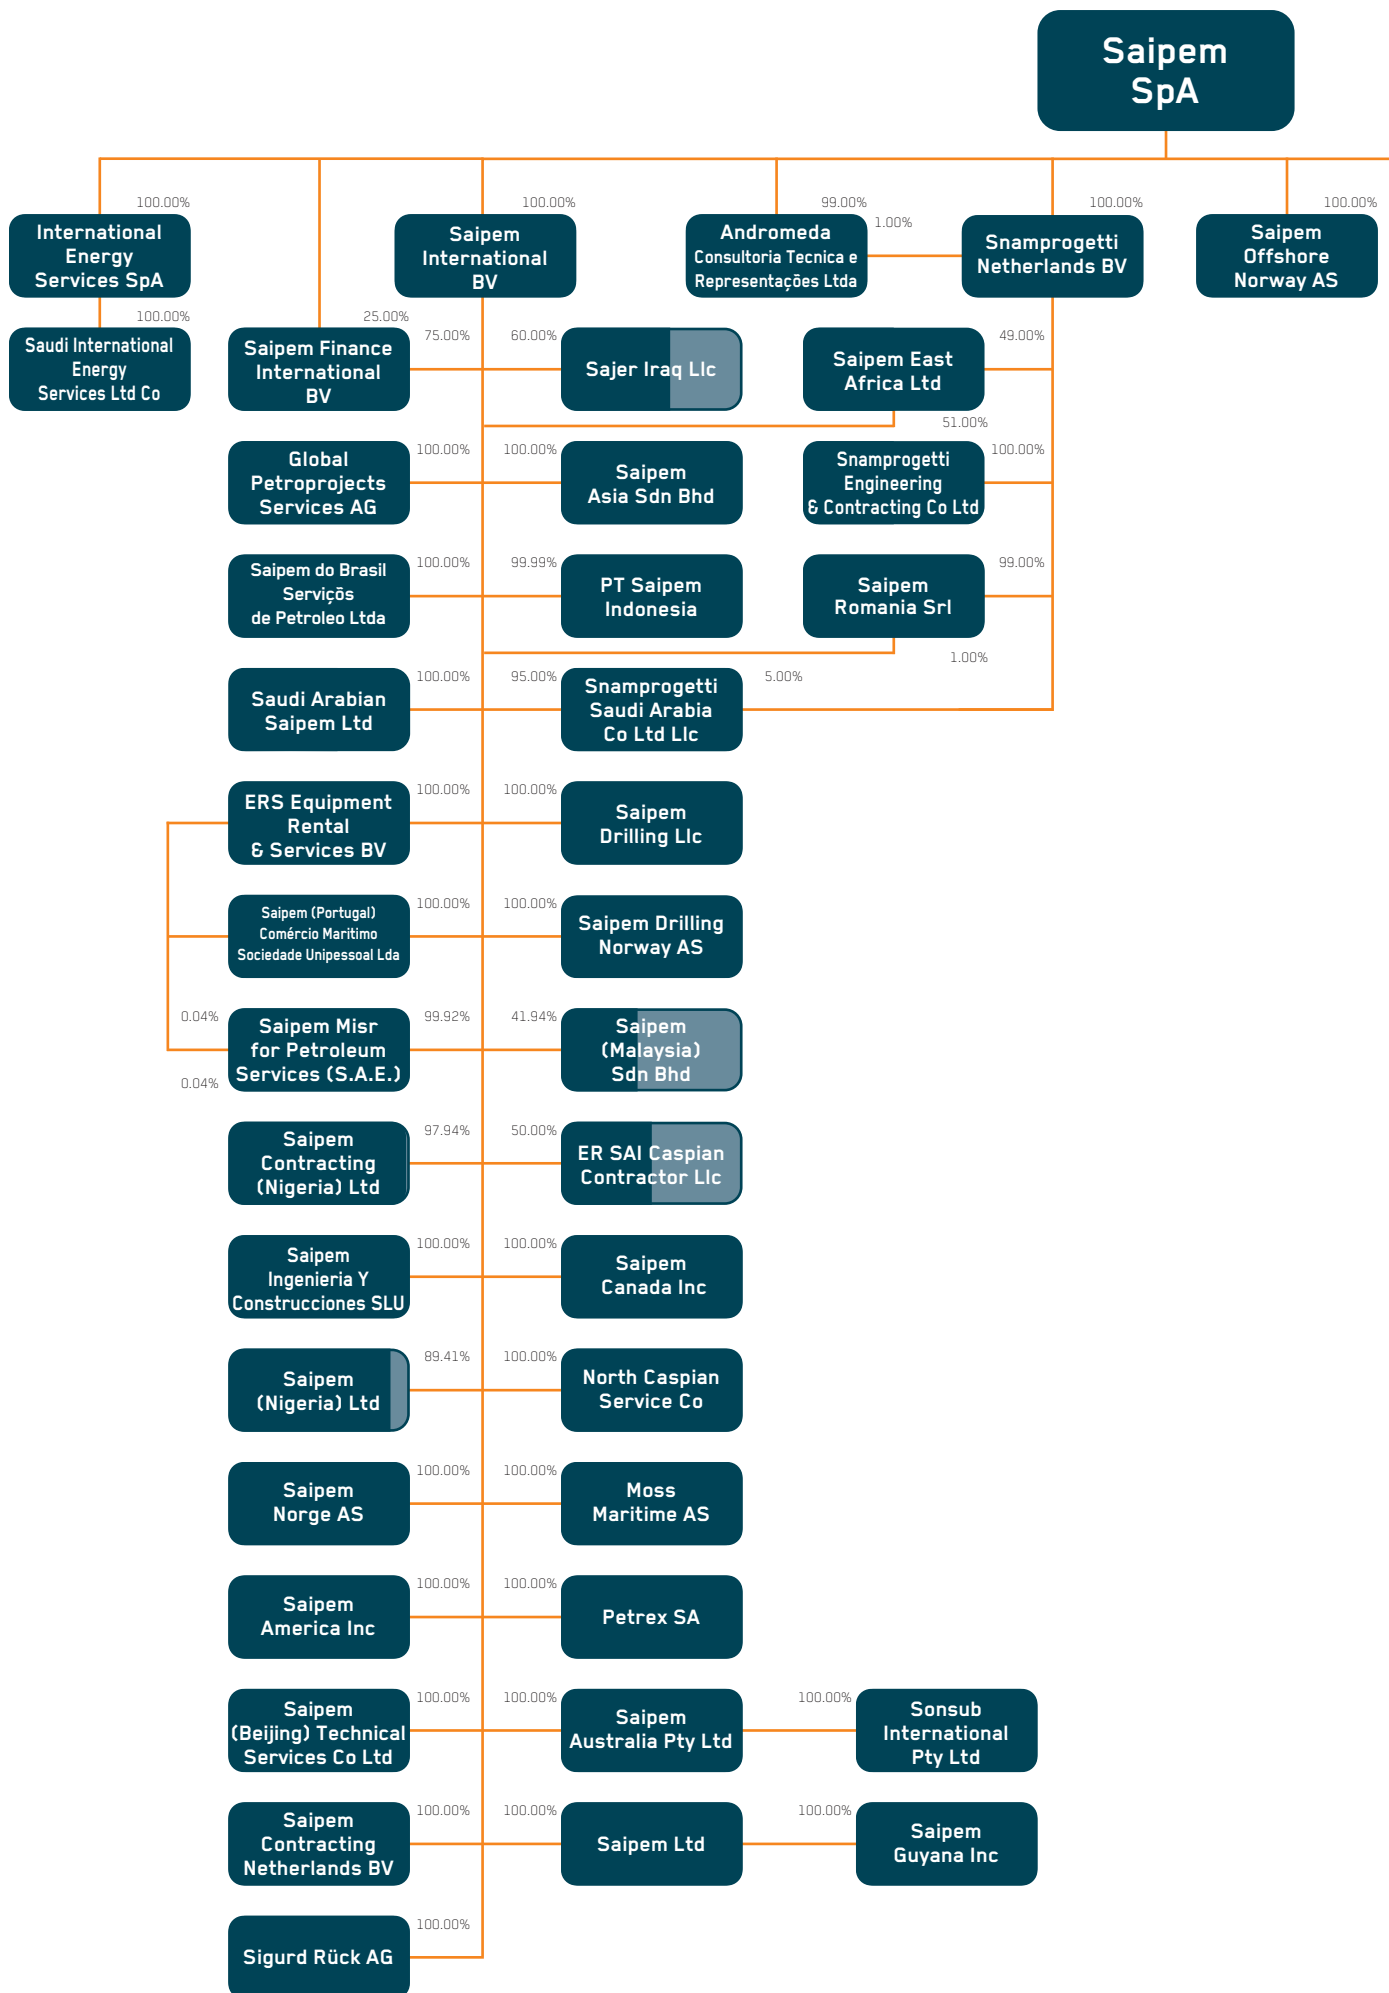 Saipem
SpA
100.00%
100.00%
99.00%
1.00%
100.00%
100.00%
International
Energy
Services SpA
Saipem
International
BV
Andromeda
Consultoria Tecnica e
Representações Ltda
Snamprogetti
Netherlands BV
Saipem
Offshore
Norway AS
100.00%
25.00%
75.00%
60.00%
49.00%
Saudi International
Energy
Services Ltd Co
Saipem Finance
International
BV
Sajer Iraq Llc
Saipem East
Africa Ltd
51.00%
100.00%
100.00%
100.00%
Global
Petroprojects
Services AG
Saipem
Asia Sdn Bhd
Snamprogetti
Engineering
& Contracting Co Ltd
100.00%
99.99%
99.00%
Saipem do Brasil
Serviçõs
de Petroleo Ltda
PT Saipem
Indonesia
Saipem
Romania Srl
1.00%
100.00%
95.00%
5.00%
Saudi Arabian
Saipem Ltd
Snamprogetti
Saudi Arabia
Co Ltd Llc
100.00%
100.00%
ERS Equipment
Rental
& Services BV
Saipem
Drilling Llc
100.00%
100.00%
Saipem (Portugal)
Comércio Maritimo
Sociedade Unipessoal Lda
Saipem Drilling
Norway AS
0.04%
99.92%
41.94%
Saipem Misr
for Petroleum
Services (S.A.E.)
Saipem
(Malaysia)
Sdn Bhd
0.04%
97.94%
50.00%
Saipem
Contracting
(Nigeria) Ltd
ER SAI Caspian
Contractor Llc
100.00%
100.00%
Saipem
Ingenieria Y
Construcciones SLU
Saipem
Canada Inc
89.41%
100.00%
Saipem
(Nigeria) Ltd
North Caspian
Service Co
100.00%
100.00%
Saipem
Norge AS
Moss
Maritime AS
100.00%
100.00%
Saipem
America Inc
Petrex SA
100.00%
100.00%
100.00%
Saipem
(Beijing) Technical
Services Co Ltd
Saipem
Australia Pty Ltd
Sonsub
International
Pty Ltd
100.00%
100.00%
100.00%
Saipem
Contracting
Netherlands BV
Saipem Ltd
Saipem
Guyana Inc
100.00%
Sigurd Rück AG